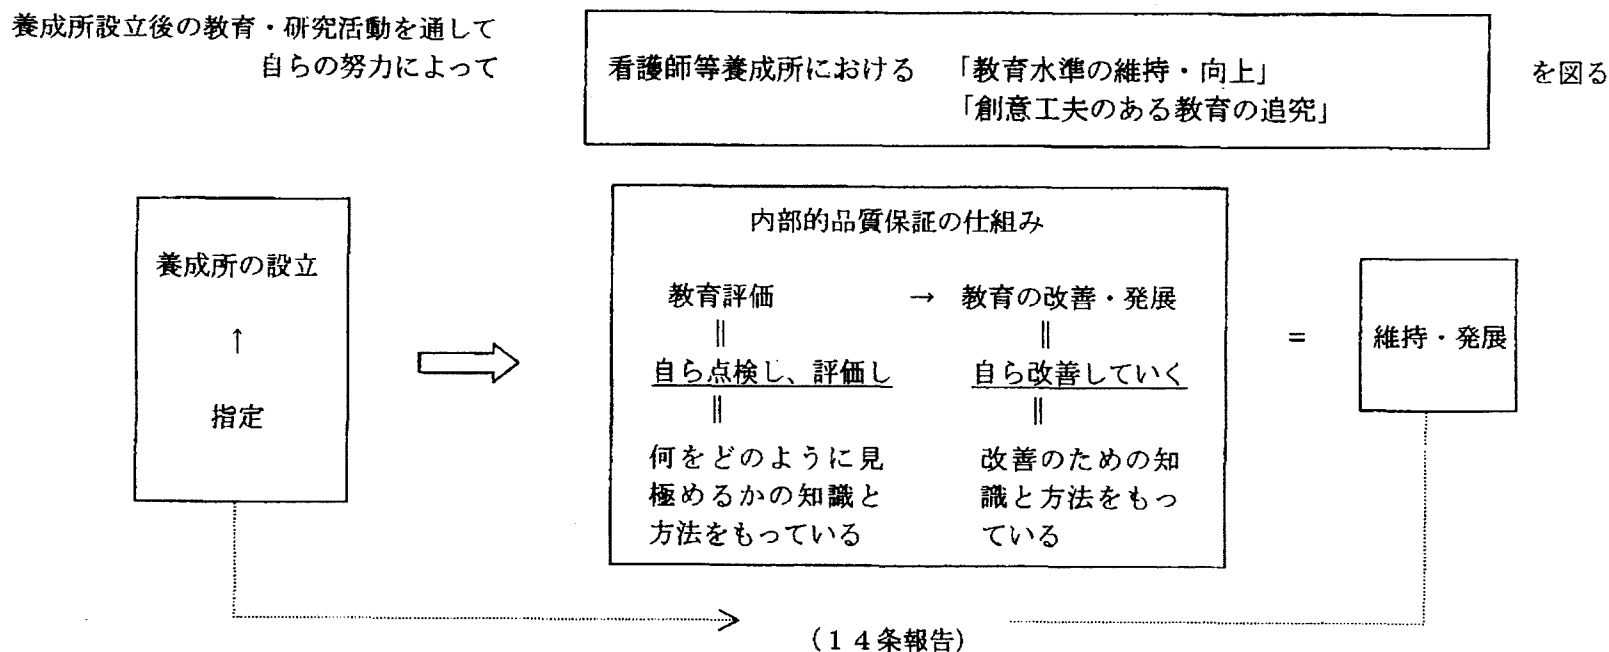 養成所設立後の教育・研究活動を通して
自らの努力によって
看護師等養成所における 「教育水準の維持・向上」
「創意工夫のある教育の追究」
を図る
養成所の設立
↑
指定
内部的品質保証の仕組み
教育評価 → 教育の改善・発展
‖ ‖
自ら点検し、評価し 自ら改善していく
‖ ‖
何をどのように見
極めるかの知識と
方法をもっている
改善のための知
識と方法をもっ
ている
=
維持・発展
(14条報告)